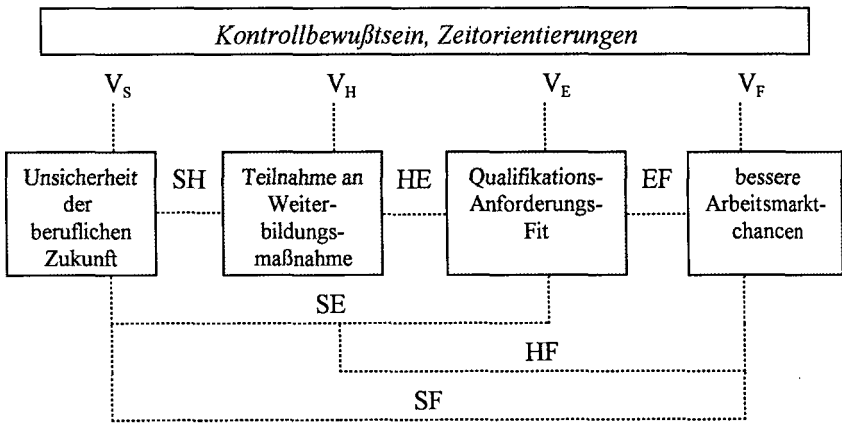 Kontrollbewußtsein, Zeitorientierungen
V_S V_H V_E V_F
Unsicherheit
der
beruflichen
Zukunft
SH
Teilnahme an
Weiter-
bildungs-
maßnahme
HE
Qualifikations-
Anforderungs-
Fit
EF
bessere
Arbeitsmarkt-
chancen
SE
HF
SF